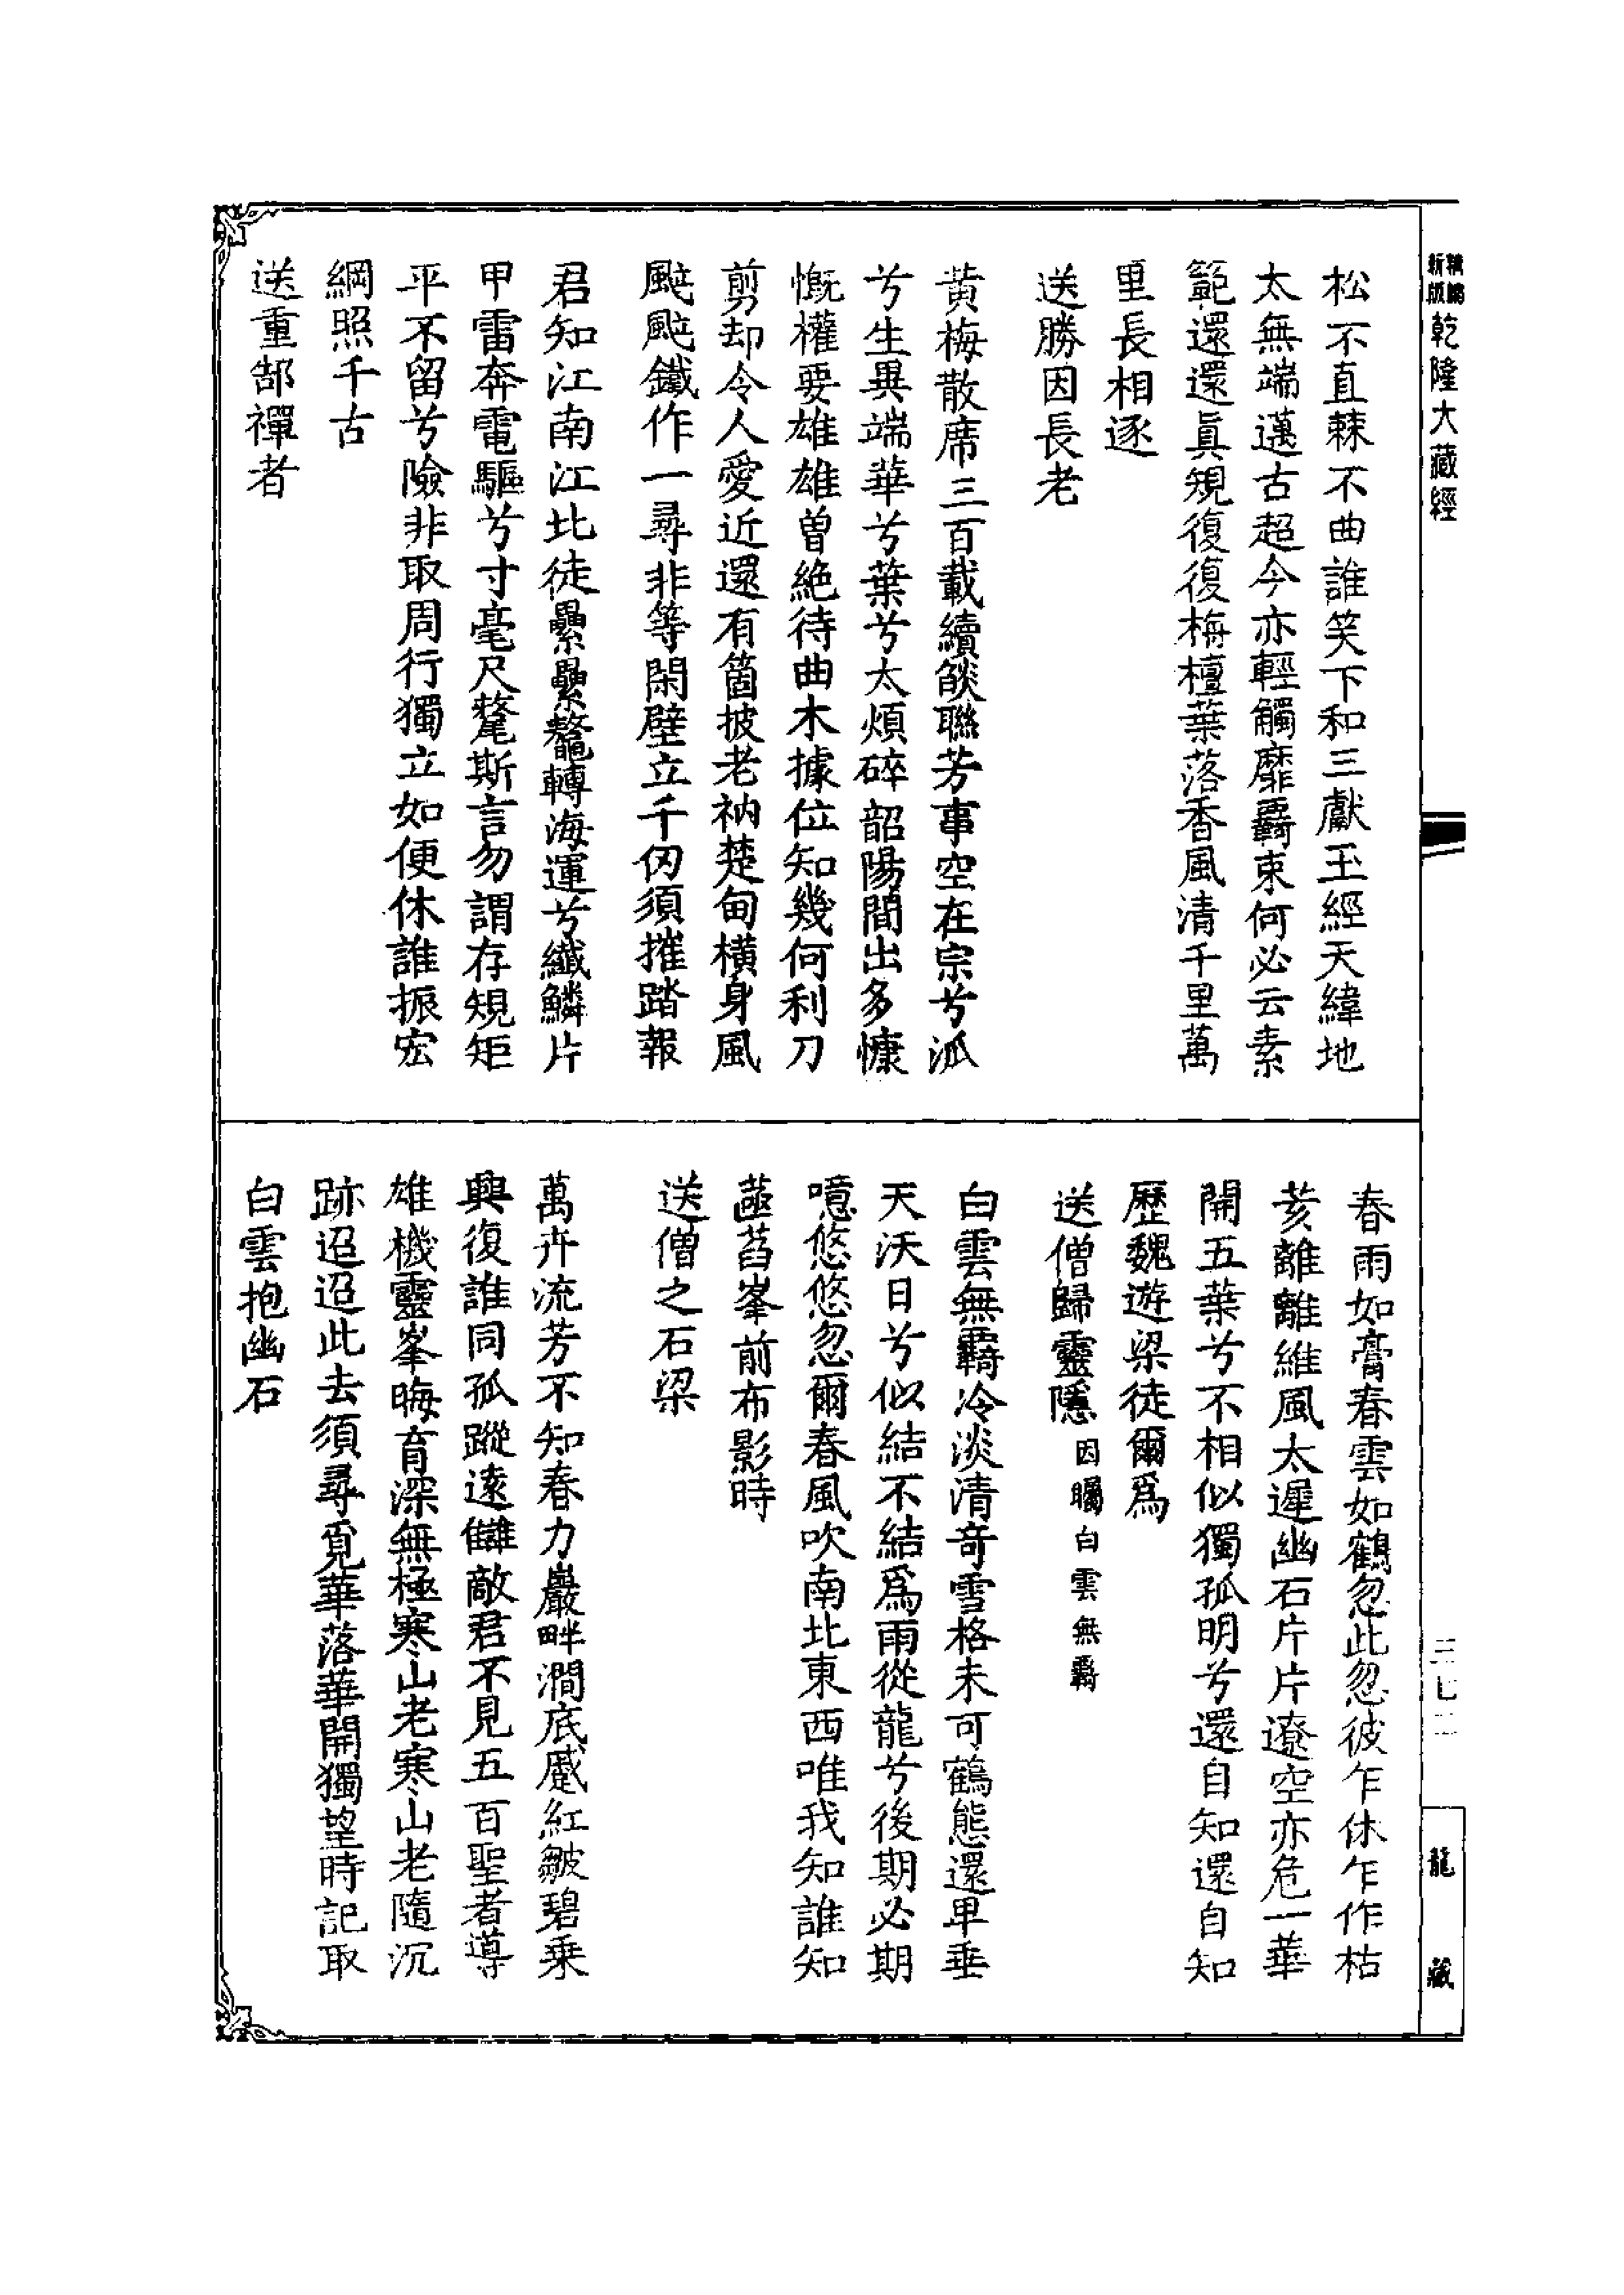 精鐫
新版
乾隆大藏經
松不直棘不曲誰笑下和三獻玉經天緯地
太無端邁古超今亦輕觸靡羈束何必云素
範還還眞規復復栴檀葉落香風清千里萬
里長相逐
送勝因長老
黃梅散席三百載續燄聯芳事空在宗兮派
兮生異端華兮葉兮太煩碎韶陽間出多慷
慨權要雄雄曾絶待曲木據位知幾何利刀
剪却令人愛近還有箇披老衲楚甸橫身風
颩颩鐵作一尋非等閑壁立千仞須摧踏報
君知江南江北徒纍纍鼇轉海運兮纖鱗片
甲雷奔電驅兮寸毫尺氂斯言勿謂存規矩
平不留兮險非取周行獨立如便休誰振宏
綱照千古
送重郜禪者
春雨如膏春雲如鶴忽此忽彼乍休乍作枯
荄離離維風太遲幽石片片遼空亦危一華
開五葉兮不相似獨孤明兮還自知還自知
歷魏遊梁徒爾爲
送僧歸靈隱因矚白雲無羇
白雲無羇冷淡清奇雪格未可鶴態還卑垂
天沃日兮似結不結爲雨從龍兮後期必期
噫悠悠忽爾春風吹南北東西唯我知誰知
菡萏峯前布影時
送僧之石梁
萬卉流芳不知春力巖畔澗底蹙紅皺碧乗
興復誰同孤蹤遠讎敵君不見五百聖者導
雄機靈峯晦育深無極寒山老寒山老隨沉
跡迢迢此去須尋覓華落華開獨望時記取
白雲抱幽石
三七二
龍藏